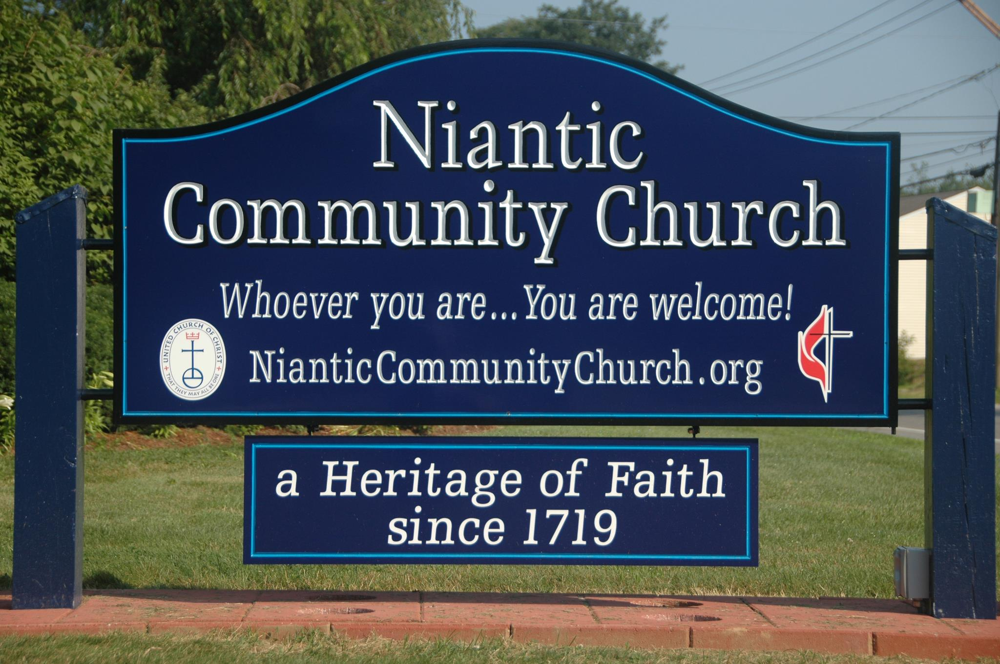 Niantic
Community Church
Whoever you are...You are welcome!
UNITED CHURCH OF CHRIST
THAT THEY MAY ALL BE ONE
NianticCommunityChurch.org
a Heritage of Faith
since 1719